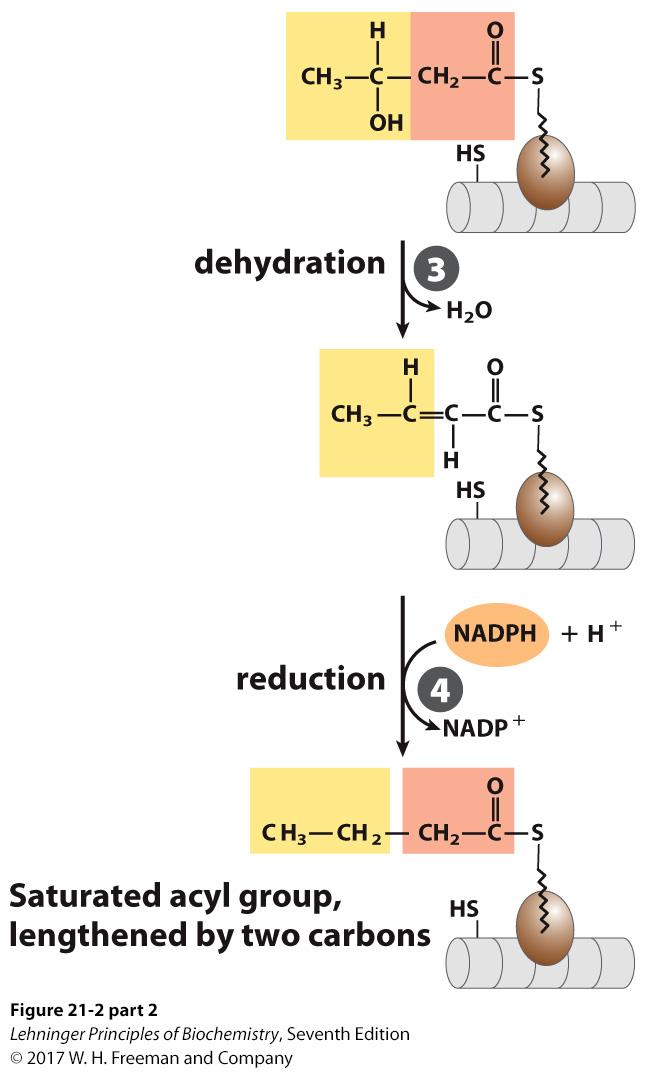 H O
CH₃—C—CH₂—C—S
OH
HS
dehydration 3
H₂O
H O
CH₃—C=C—C—S
H
HS
NADPH + H⁺
reduction 4
NADP⁺
O
CH₃—CH₂—CH₂—C—S
Saturated acyl group,
HS
lengthened by two carbons
Figure 21-2 part 2
Lehninger Principles of Biochemistry, Seventh Edition
© 2017 W. H. Freeman and Company